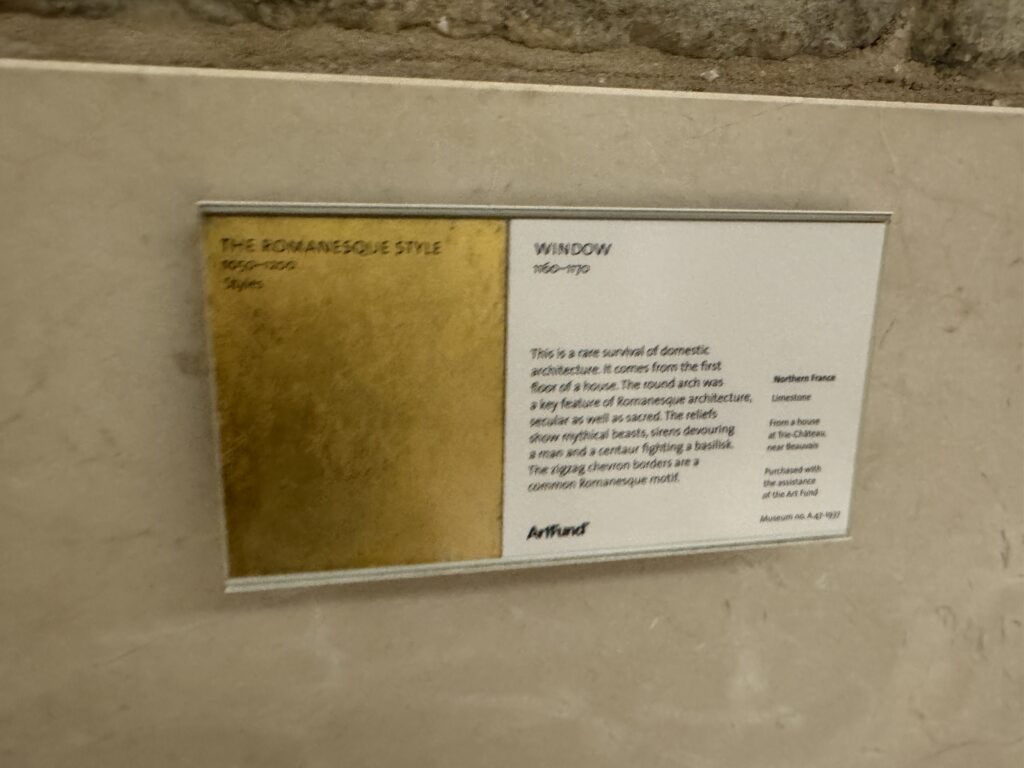 THE ROMANESQUE STYLE
1050–1200
Styles
WINDOW
1160–1170
This is a rare survival of domestic
architecture. It comes from the first
floor of a house. The round arch was
a key feature of Romanesque architecture,
secular as well as sacred. The reliefs
show mythical beasts, sirens devouring
a man and a centaur fighting a basilisk.
The zigzag chevron borders are a
common Romanesque motif.
ArtFund
Northern France
Limestone
From a house
at Trie-Château,
near Beauvais
Purchased with
the assistance
of the Art Fund
Museum no. A.47-1937